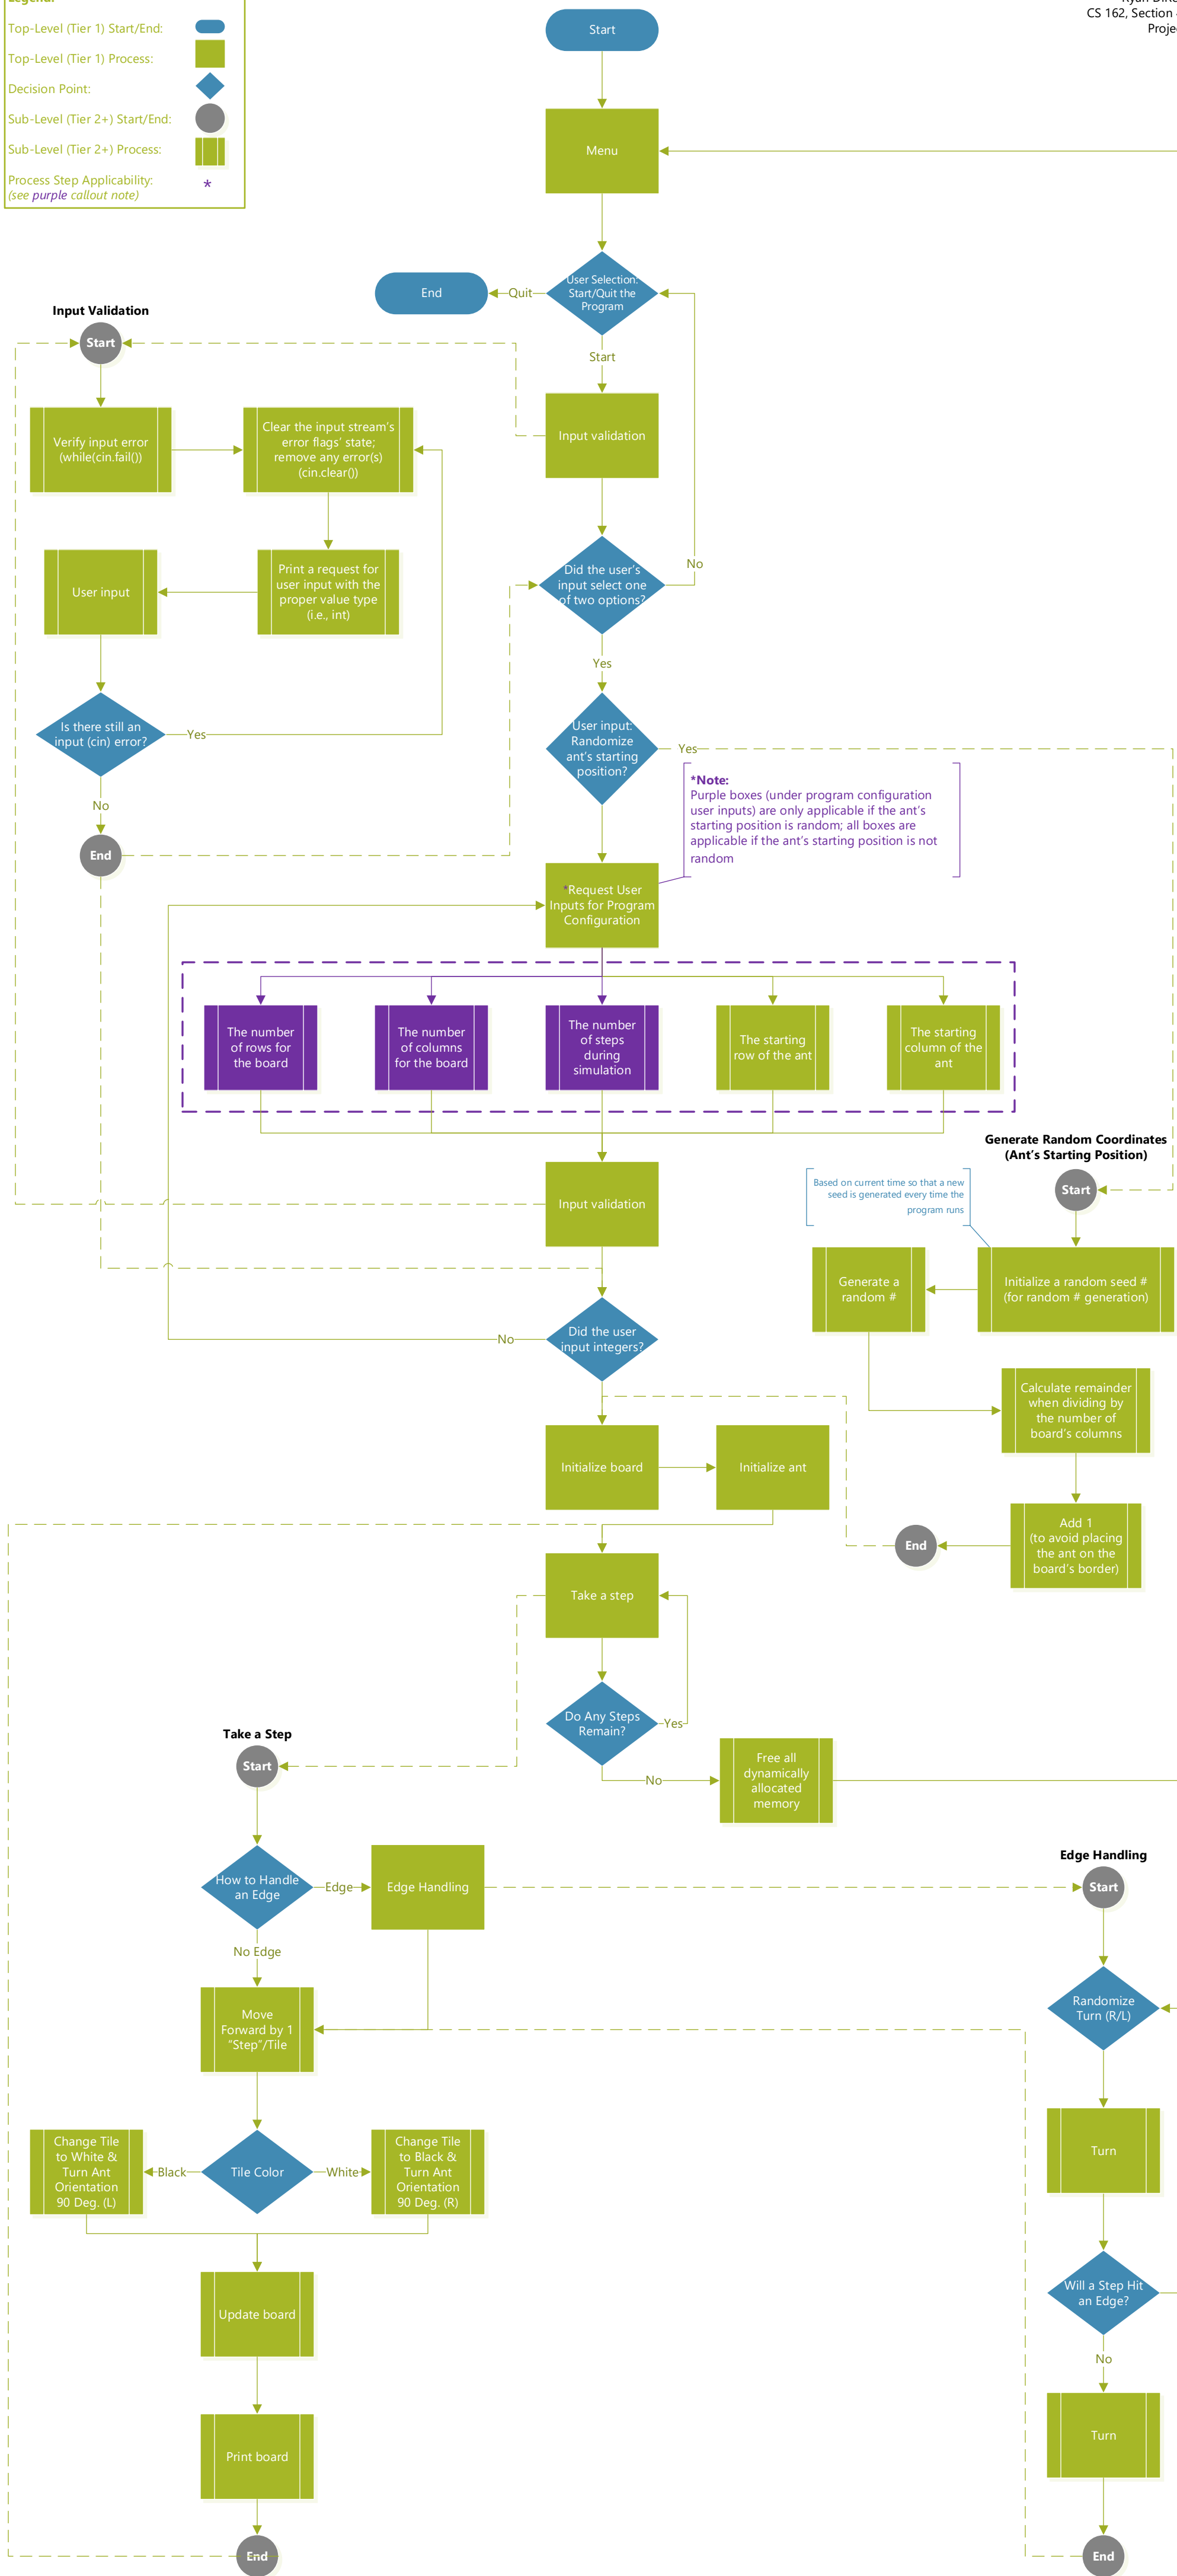 Top-Level (Tier 1) Start/End:
Top-Level (Tier 1) Process:
Decision Point:
Sub-Level (Tier 2+) Start/End:
Sub-Level (Tier 2+) Process:
Process Step Applicability:
(see purple callout note)
*
CS 162, Section
Start
Menu
User Selection:
Start/Quit the
Program
Quit
End
Start
Input validation
Did the user's
input select one
of two options?
No
Yes
User input:
Randomize
ant's starting
position?
Yes
*Note:
Purple boxes (under program configuration
user inputs) are only applicable if the ant's
starting position is random; all boxes are
applicable if the ant's starting position is not
random
*Request User
Inputs for Program
Configuration
Input Validation
Start
Verify input error
(while(cin.fail())
Clear the input stream's
error flags' state;
remove any error(s)
(cin.clear())
Print a request for
user input with the
proper value type
(i.e., int)
User input
Is there still an
input (cin) error?
Yes
No
End
The number
of rows for
the board
The number
of columns
for the board
The number
of steps
during
simulation
The starting
row of the ant
The starting
column of the
ant
Input validation
Did the user
input integers?
No
Generate Random Coordinates
(Ant's Starting Position)
Start
Based on current time so that a new
seed is generated every time the
program runs
Initialize a random seed #
(for random # generation)
Generate a
random #
Calculate remainder
when dividing by
the number of
board's columns
Add 1
(to avoid placing
the ant on the
board's border)
End
Initialize board
Initialize ant
Take a step
Do Any Steps
Remain?
Yes
No
Free all
dynamically
allocated
memory
Take a Step
Start
How to Handle
an Edge
Edge
Edge Handling
No Edge
Move
Forward by 1
"Step"/Tile
Tile Color
Black
White
Change Tile
to White &
Turn Ant
Orientation
90 Deg. (L)
Change Tile
to Black &
Turn Ant
Orientation
90 Deg. (R)
Update board
Print board
End
Edge Handling
Start
Randomize
Turn (R/L)
Turn
Will a Step Hit
an Edge?
No
Turn
End